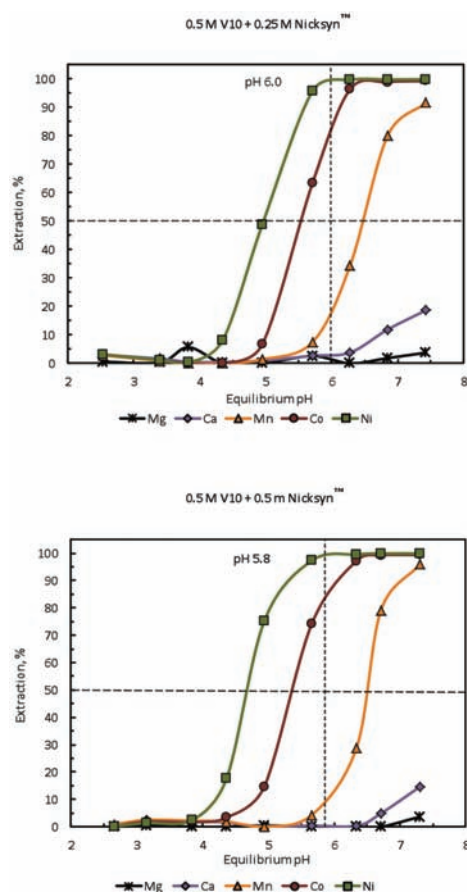 0.5 M V10 + 0.25 M Nicksyn™
100
90
80
70
60
50
40
30
20
10
0
Extraction, %
pH 6.0
2 3 4 5 6 7 8
Equilibrium pH
Mg Ca Mn Co Ni
0.5 M V10 + 0.5 m Nicksyn™
100
90
80
70
60
50
40
30
20
10
0
Extraction, %
pH 5.8
2 3 4 5 6 7 8
Equilibrium pH
Mg Ca Mn Co Ni